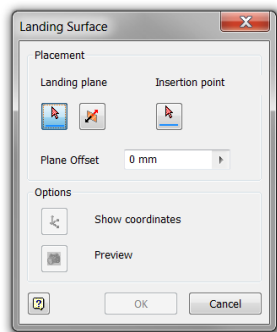 Landing Surface
Placement
Landing plane Insertion point
Plane Offset 0 mm
Options
Show coordinates
Preview
OK Cancel